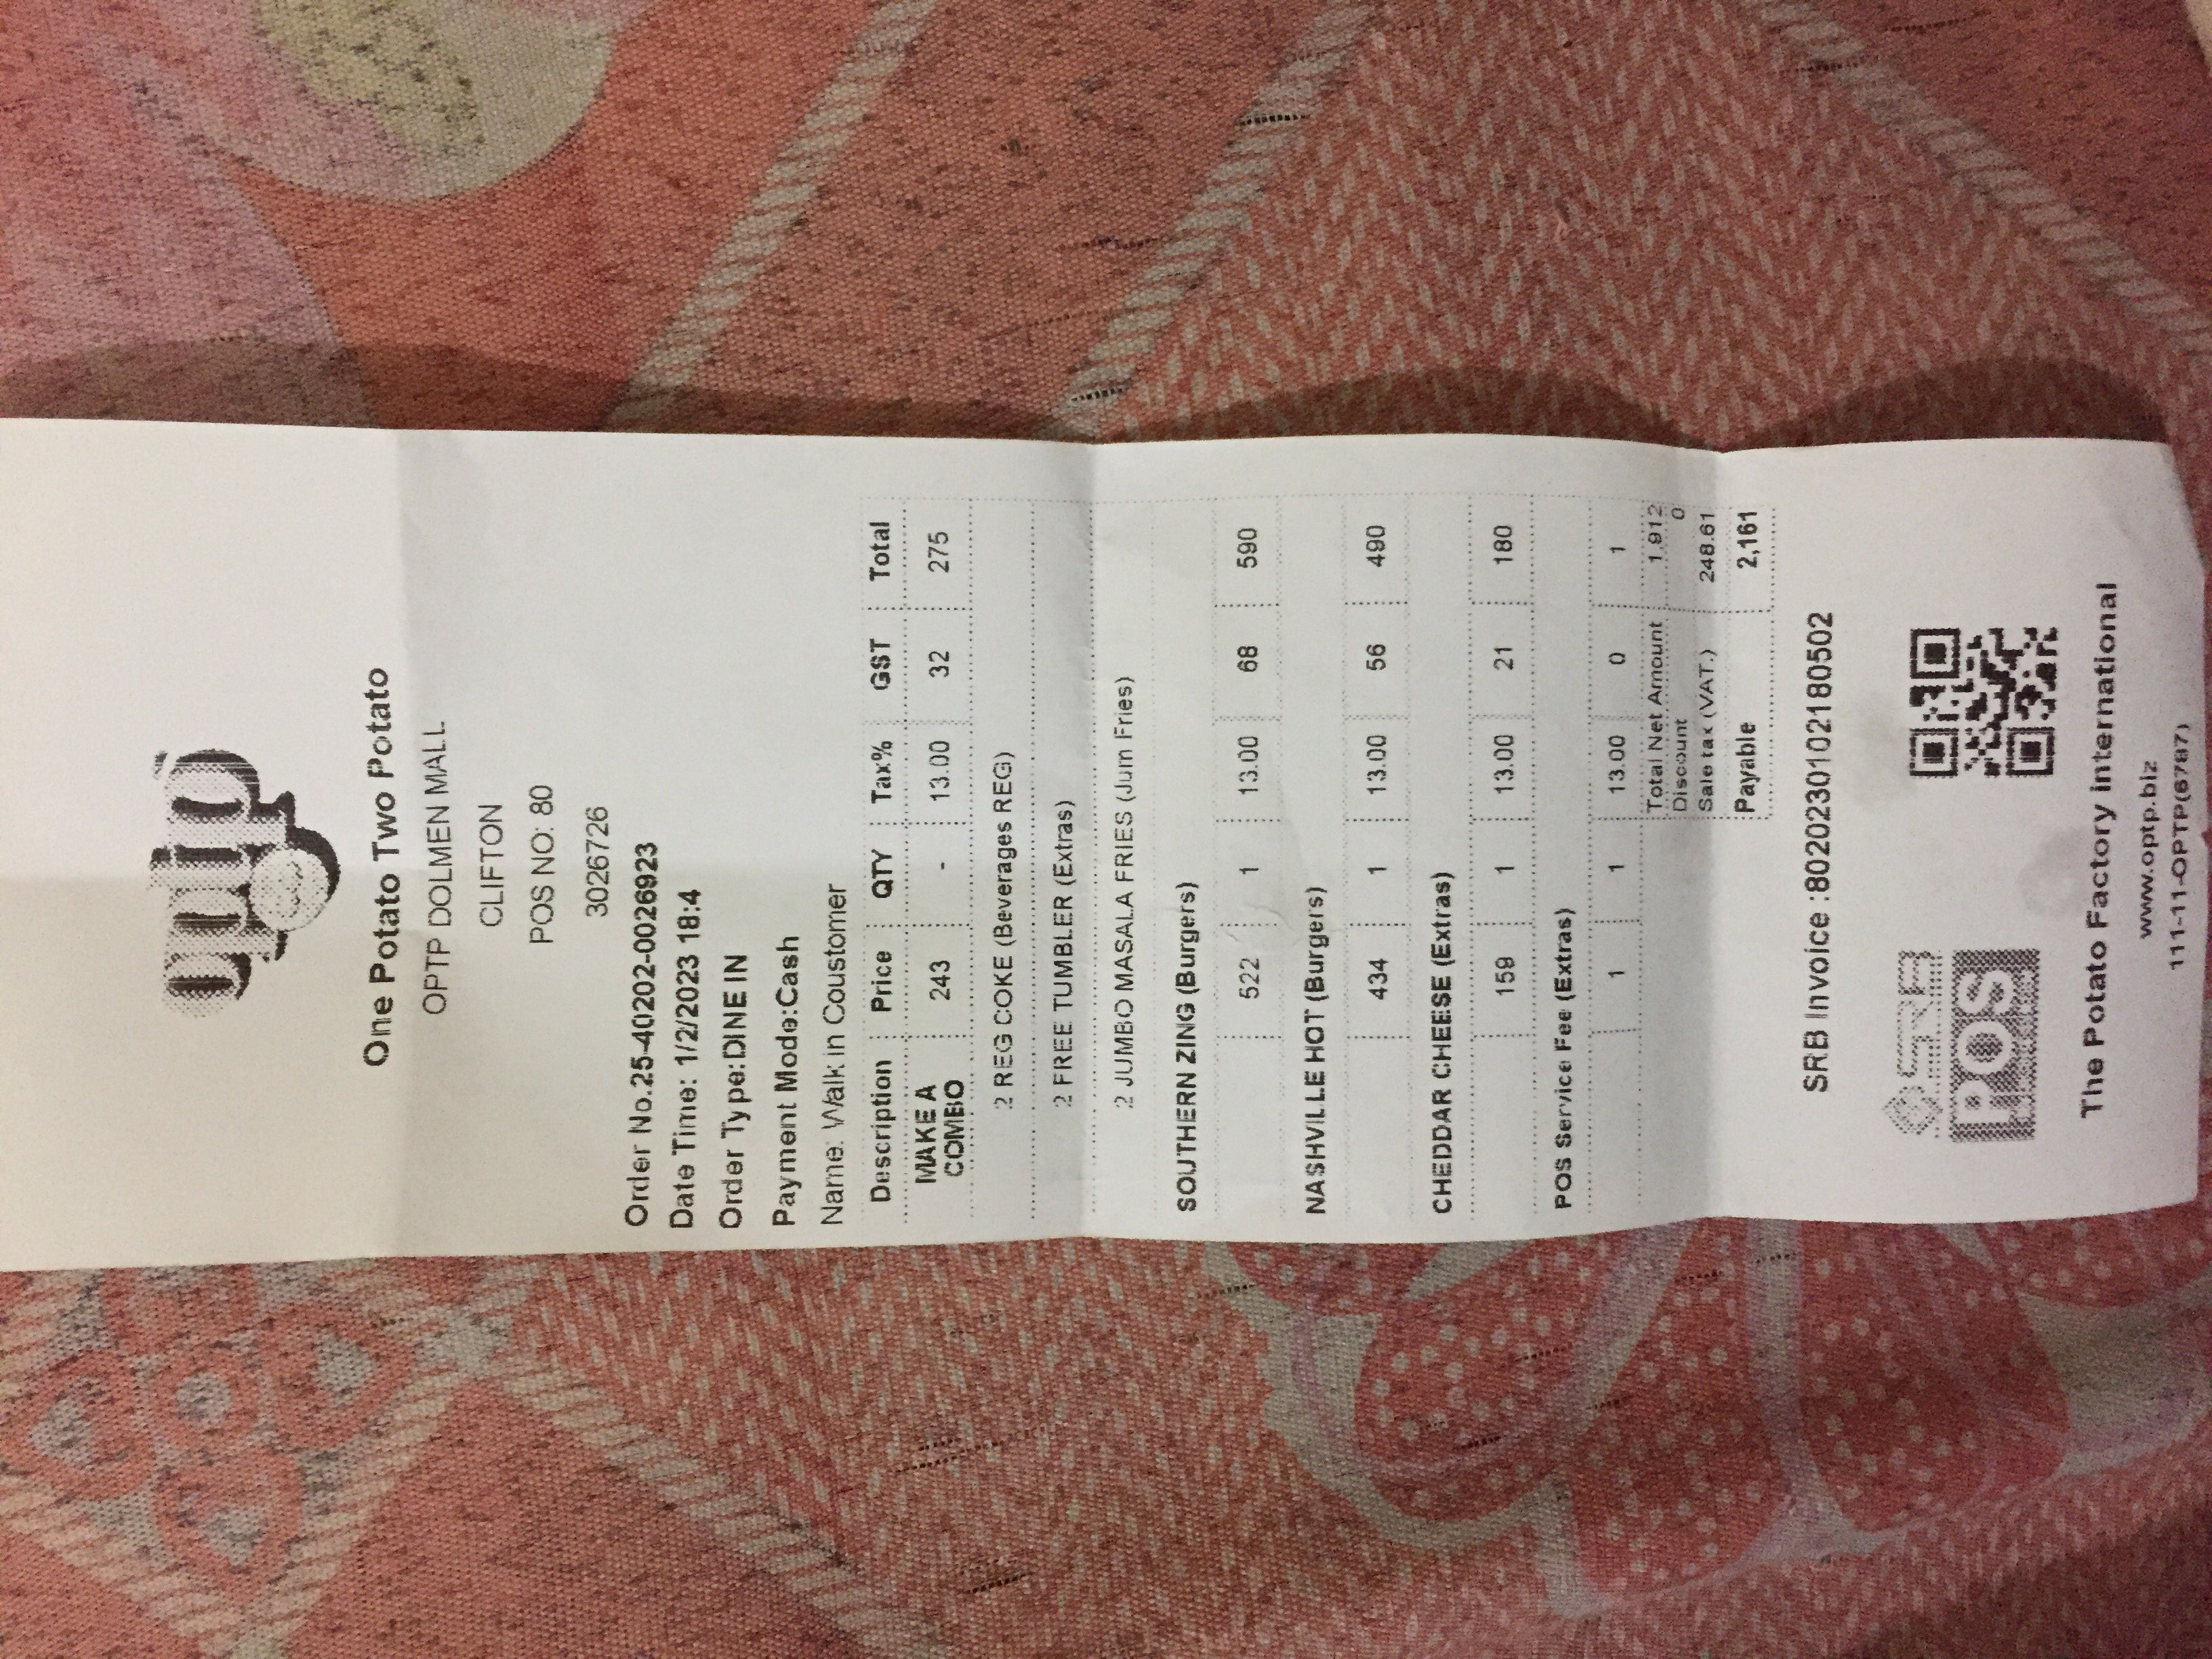 optp
One Potato Two Potato
OPTP DOLMEN MALL
CLIFTON
POS NO: 80
3026726
Order No.25-40202-0026923
Date Time: 1/2/2023 18:4
Order Type:DINE IN
Payment Mode:Cash
Name: Walk in Coustomer
Description Price QTY Tax% GST Total
MAKE A COMBO 243 - 13.00 32 275
2 REG COKE (Beverages REG)
2 FREE TUMBLER (Extras)
2 JUMBO MASALA FRIES (Jum Fries)
SOUTHERN ZING (Burgers)
522 1 13.00 68 590
NASHVILLE HOT (Burgers)
434 1 13.00 56 490
CHEDDAR CHEESE (Extras)
159 1 13.00 21 180
POS Service Fee (Extras)
1 1 13.00 0 1
Total Net Amount 1,912
Discount 0
Sale tax (VAT.) 248.61
Payable 2,161
SRB Invoice :8020230102180502
SRB
POS
The Potato Factory international
www.optp.biz
111-11-OPTP(6787)